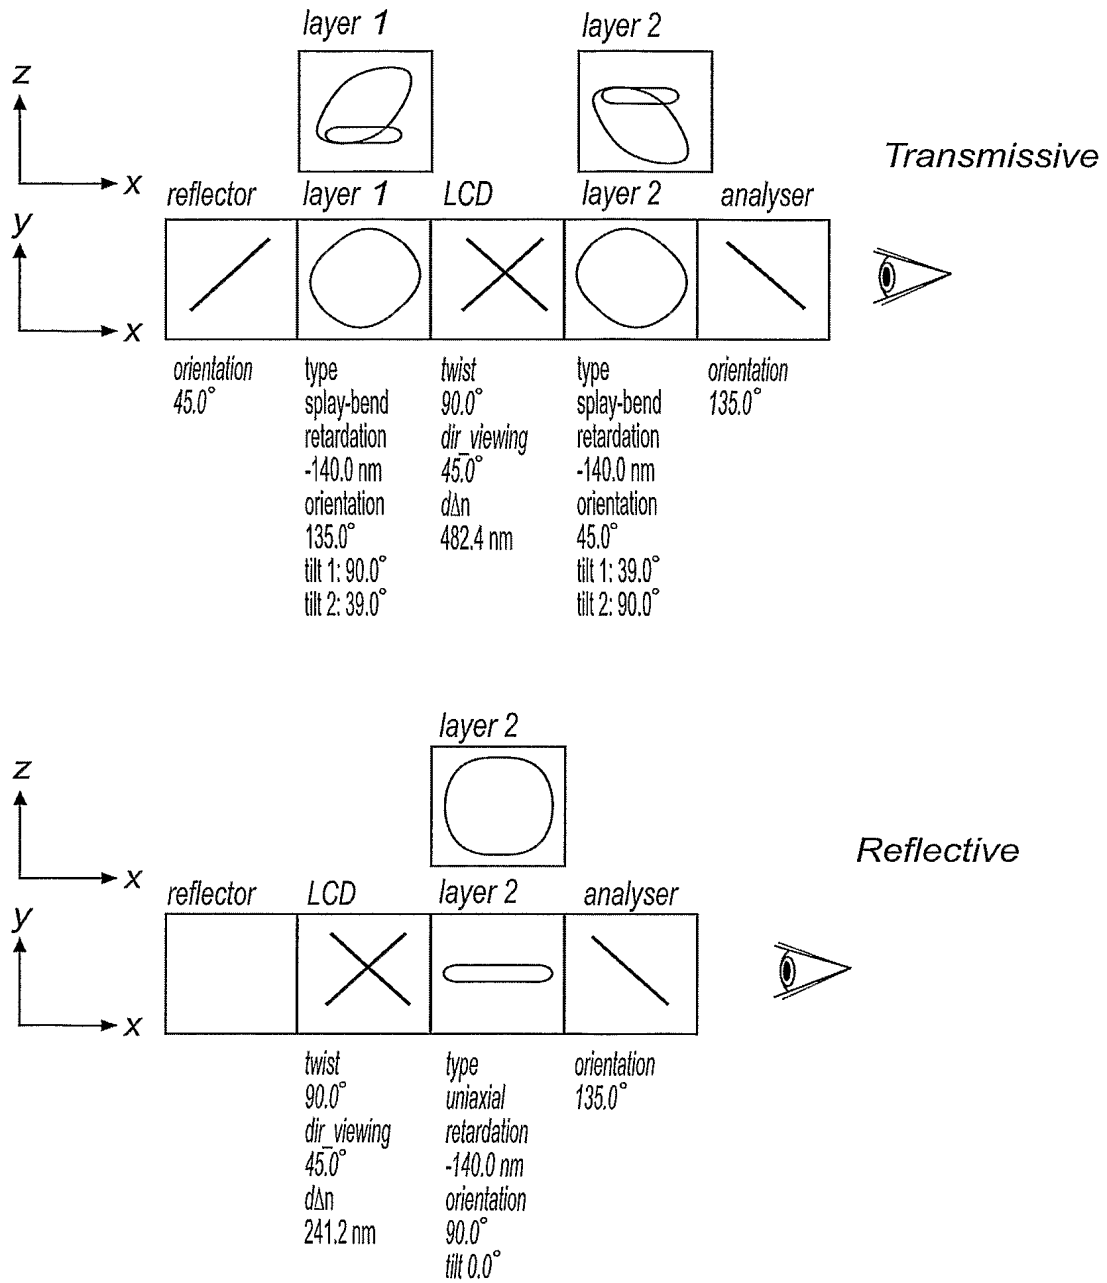 layer 1
layer 2
z
x
Transmissive
reflector
layer 1
LCD
layer 2
analyser
y
x
orientation
45.0°
type
splay-bend
retardation
-140.0 nm
orientation
135.0°
tilt 1: 90.0°
tilt 2: 39.0°
twist
90.0°
dir_viewing
45.0°
dΔn
482.4 nm
type
splay-bend
retardation
-140.0 nm
orientation
45.0°
tilt 1: 39.0°
tilt 2: 90.0°
orientation
135.0°
layer 2
z
x
Reflective
reflector
LCD
layer 2
analyser
y
x
twist
90.0°
dir_viewing
45.0°
dΔn
241.2 nm
type
uniaxial
retardation
-140.0 nm
orientation
90.0°
tilt 0.0°
orientation
135.0°